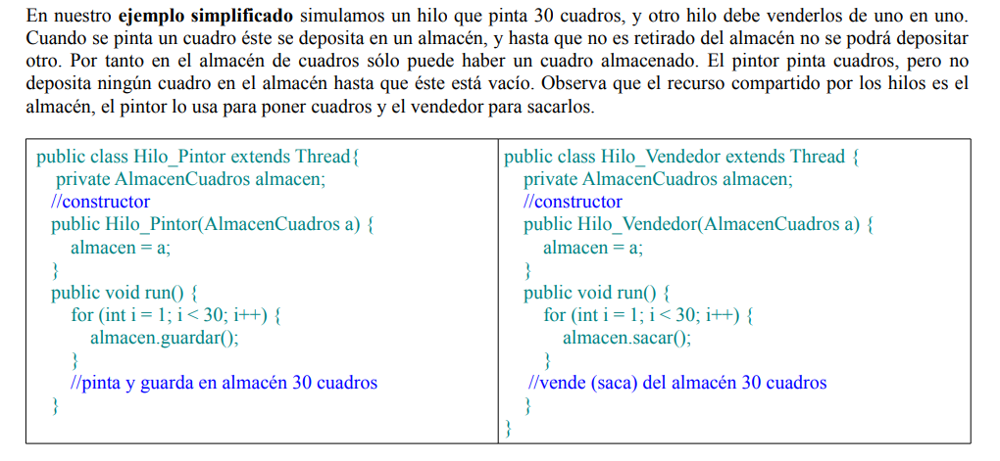 En nuestro ejemplo simplificado simulamos un hilo que pinta 30 cuadros, y otro hilo debe venderlos de uno en uno.
Cuando se pinta un cuadro éste se deposita en un almacén, y hasta que no es retirado del almacén no se podrá depositar
otro. Por tanto en el almacén de cuadros sólo puede haber un cuadro almacenado. El pintor pinta cuadros, pero no
deposita ningún cuadro en el almacén hasta que éste está vacío. Observa que el recurso compartido por los hilos es el
almacén, el pintor lo usa para poner cuadros y el vendedor para sacarlos.
public class Hilo_Pintor extends Thread{
private AlmacenCuadros almacen;
//constructor
public Hilo_Pintor(AlmacenCuadros a) {
almacen = a;
}
public void run() {
for (int i = 1; i < 30; i++) {
almacen.guardar();
}
//pinta y guarda en almacén 30 cuadros
}
public class Hilo_Vendedor extends Thread {
private AlmacenCuadros almacen;
//constructor
public Hilo_Vendedor(AlmacenCuadros a) {
almacen = a;
}
public void run() {
for (int i = 1; i < 30; i++) {
almacen.sacar();
}
//vende (saca) del almacén 30 cuadros
}
}